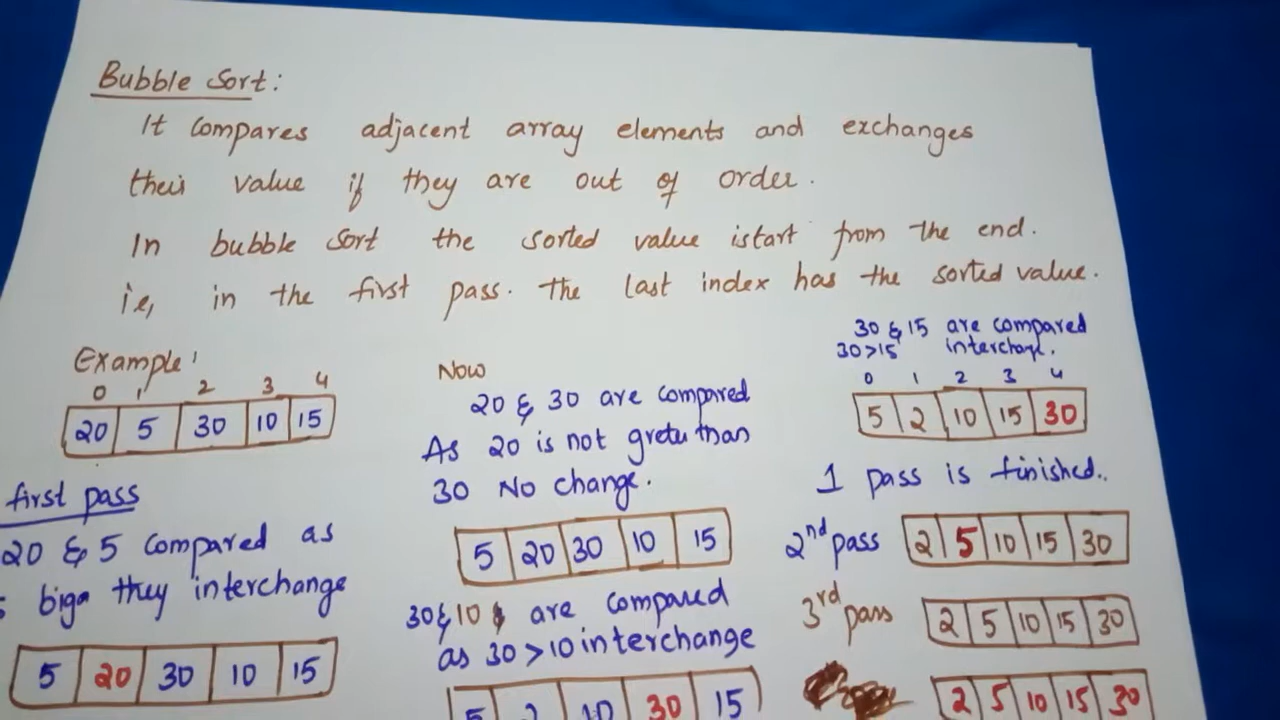 Bubble Sort:
It Compares adjacent array elements and exchanges
their value if they are out of order.
In bubble sort the sorted value is start from the end.
ie, in the first pass. the last index has the sorted value.
Example:
0 1 2 3 4
20 5 30 10 15
first pass
20 & 5 compared as
they interchange
5 20 30 10 15
Now
20 & 30 are compared
As 20 is not than
30 No change.
5 20 30 10 15
30 & 10 are compared
as 30 > 10 interchange
5 2 10 30 15
30 & 15 are compared
30>15 interchange.
0 1 2 3 4
5 2 10 15 30
1 pass is finished..
2nd pass 2 5 10 15 30
3rd pass 2 5 10 15 30
2 5 10 15 30